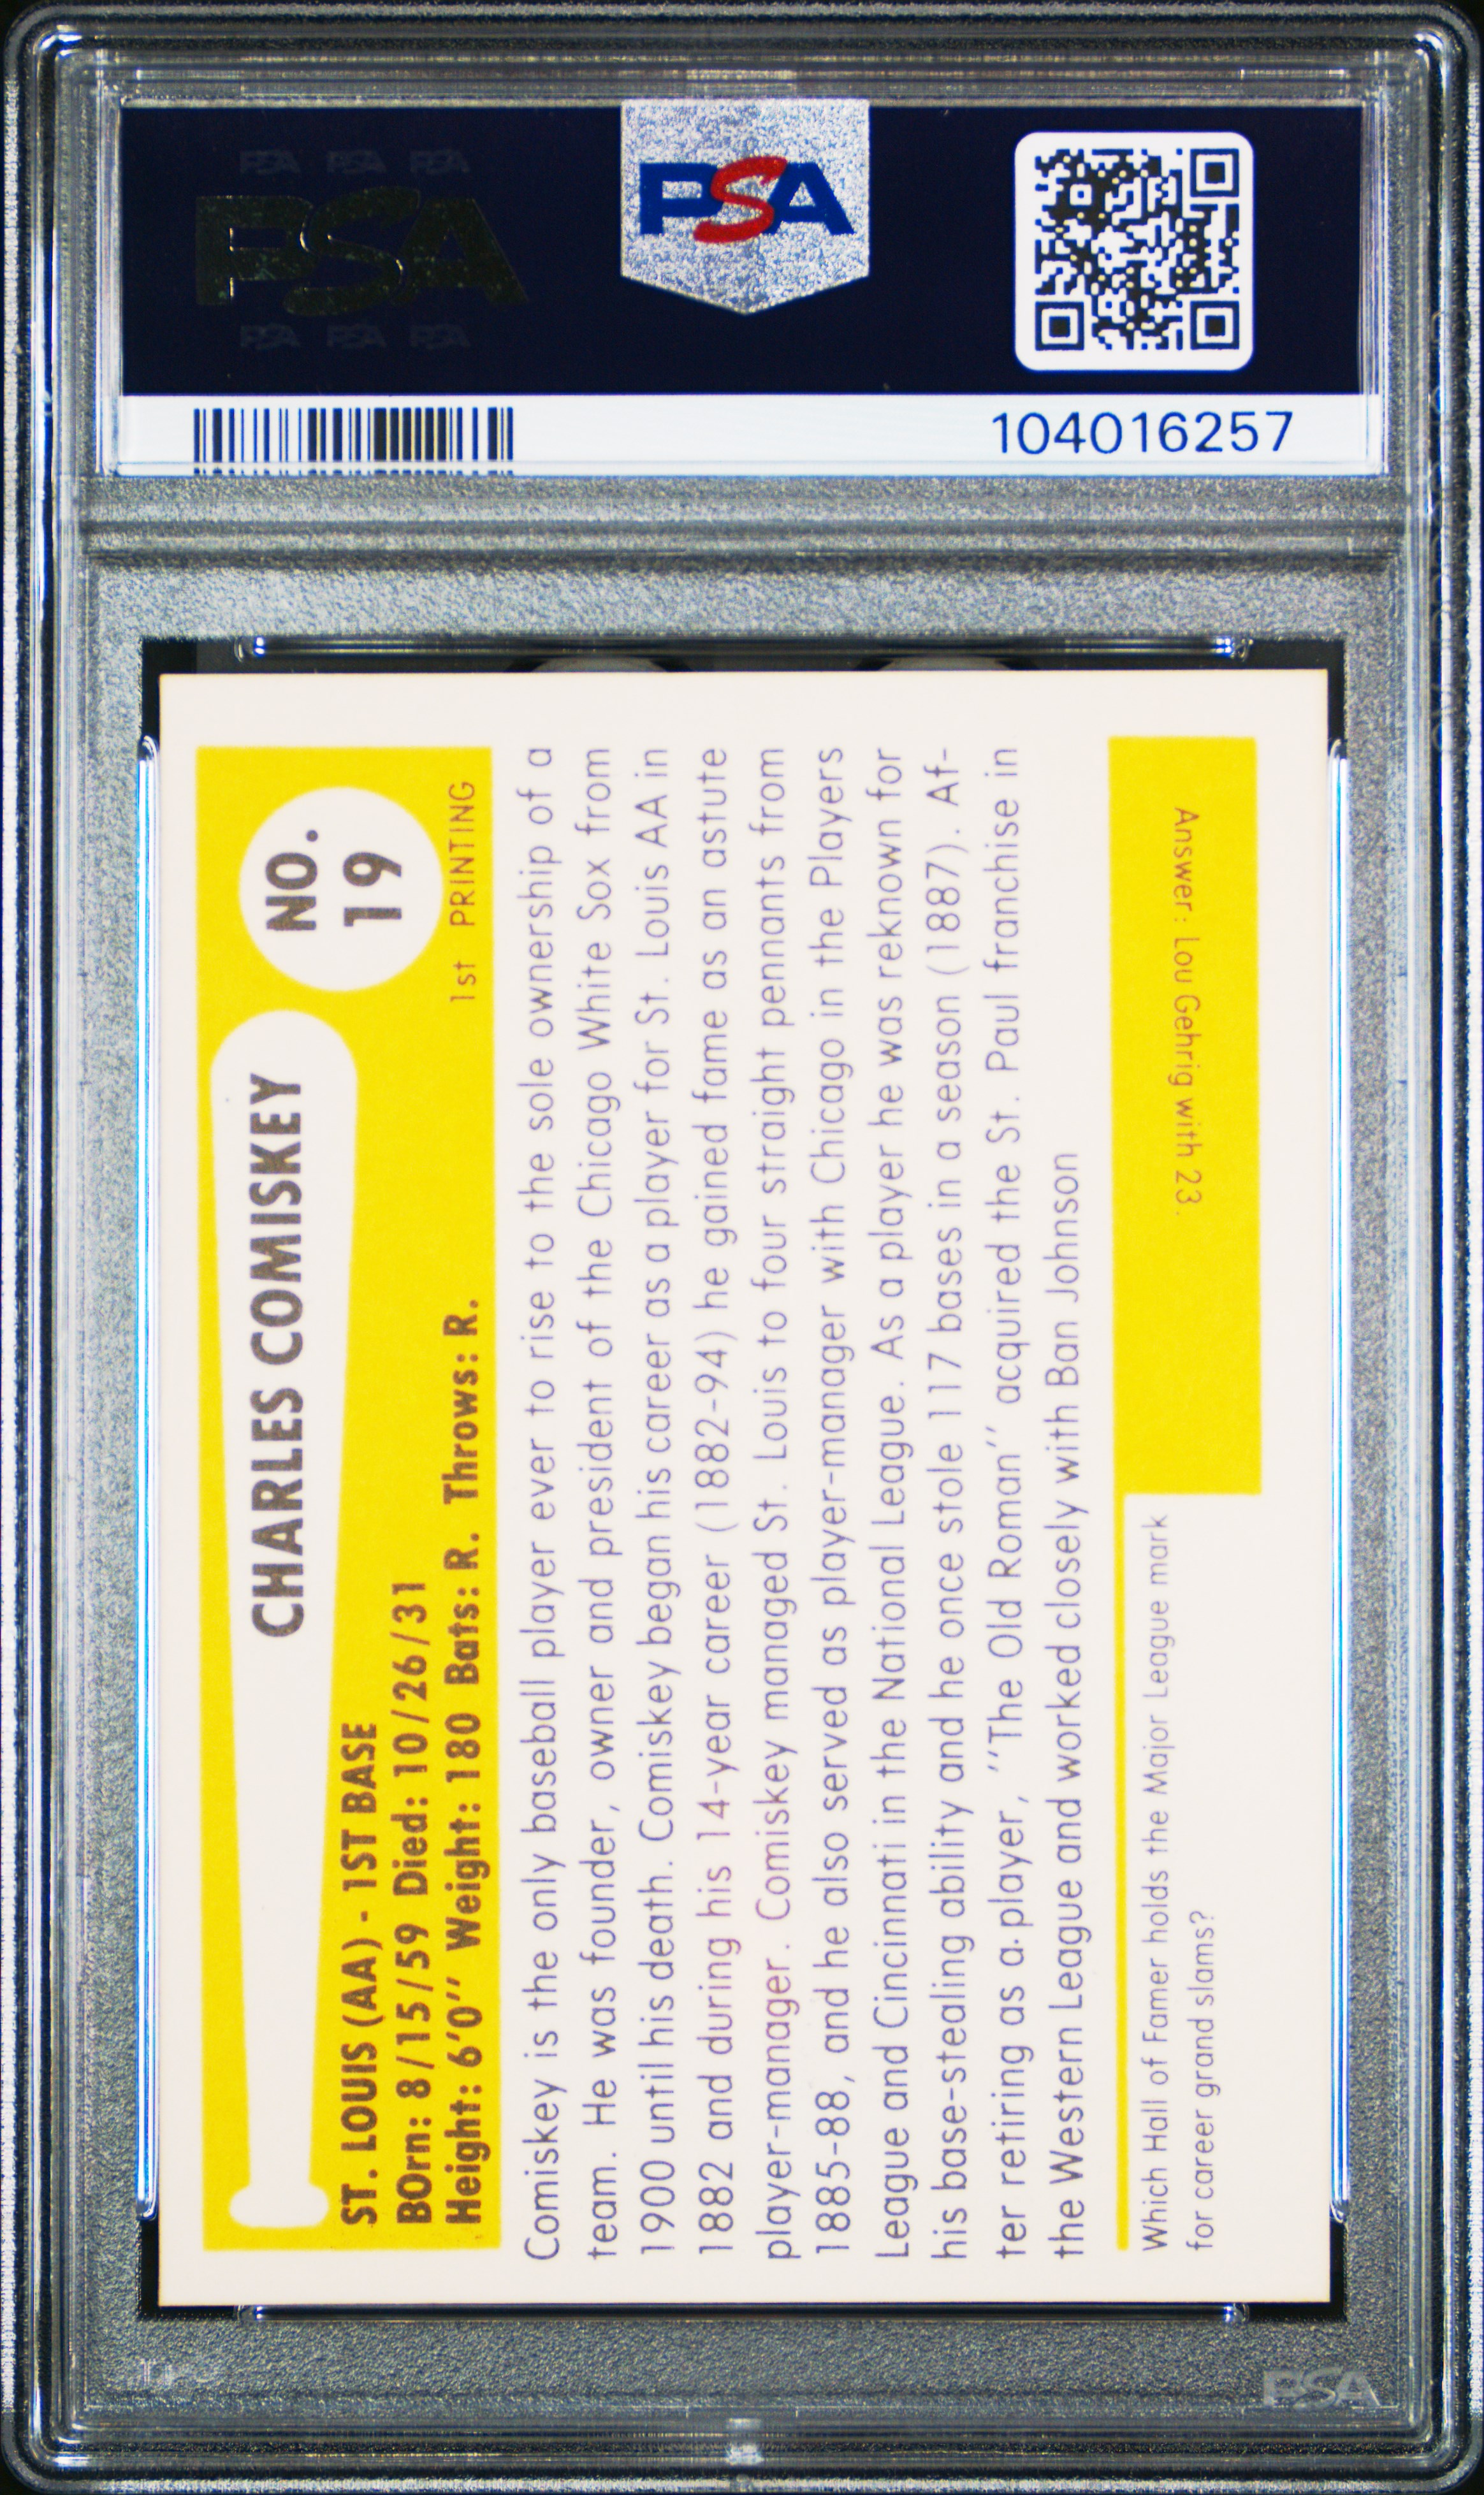 PSA PSA PSA
PSA
PSA PSA PSA
PSA
104016257
NO.
19
1st PRINTING
CHARLES COMISKEY
ST. LOUIS (AA) - 1ST BASE
BOrn: 8/15/59 Died: 10/26/31
Height: 6'0'' Weight: 180 Bats: R. Throws: R.
Comiskey is the only baseball player ever to rise to the sole ownership of a
team. He was founder, owner and president of the Chicago White Sox from
1900 until his death. Comiskey began his career as a player for St. Louis AA in
1882 and during his 14-year career (1882-94) he gained fame as an astute
player-manager. Comiskey managed St. Louis to four straight pennants from
1885-88, and he also served as player-manager with Chicago in the Players
League and Cincinnati in the National League. As a player he was reknown for
his base-stealing ability and he once stole 117 bases in a season (1887). Af-
ter retiring as a player, ''The Old Roman'' acquired the St. Paul franchise in
the Western League and worked closely with Ban Johnson
Which Hall of Famer holds the Major League mark
for career grand slams?
Answer: Lou Gehrig with 23.
PSA